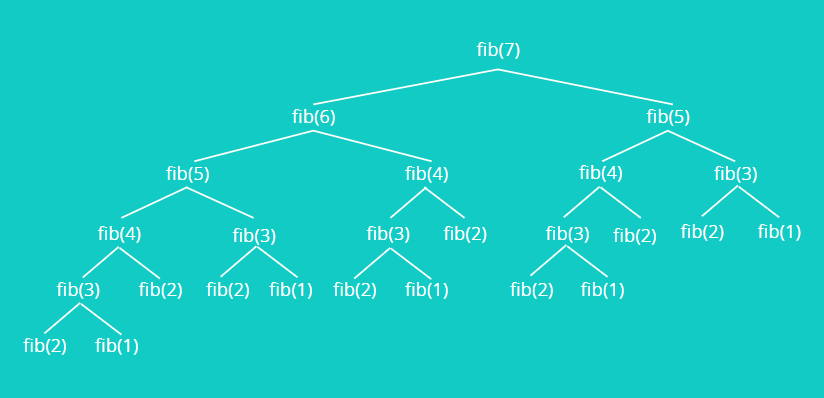 fib(7)
fib(6) fib(5)
fib(5) fib(4) fib(4) fib(3)
fib(4) fib(3) fib(3) fib(2) fib(3) fib(2) fib(2) fib(1)
fib(3) fib(2) fib(2) fib(1) fib(2) fib(1) fib(2) fib(1)
fib(2) fib(1)